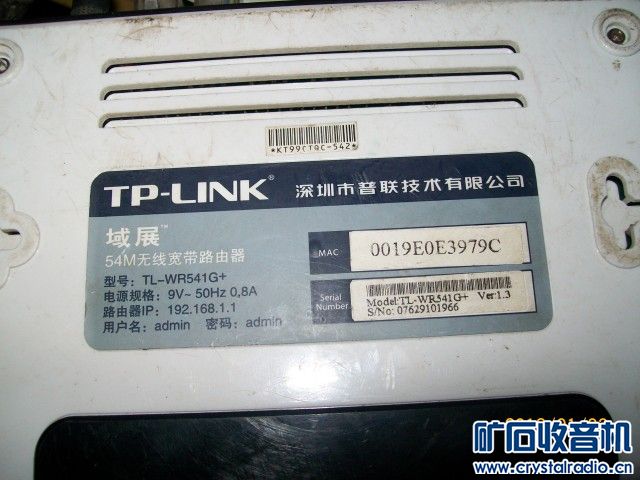 TP-LINK® 深圳市普联技术有限公司
域展™
54M无线宽带路由器
型号: TL-WR541G+
电源规格: 9V~ 50Hz 0.8A
路由器IP: 192.168.1.1
用户名: admin 密码: admin
MAC 0019E0E3979C
Serial Number
Model:TL-WR541G+ Ver:1.3
S/No: 07629101966
矿石收音机
www.crystalradio.cn